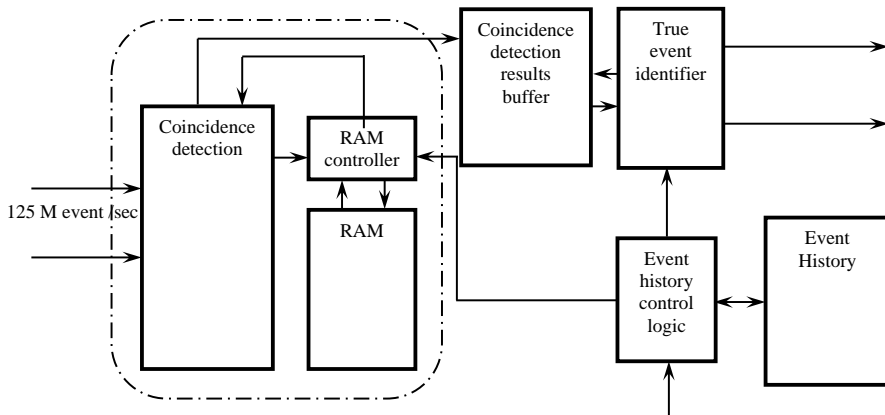 Coincidence
detection
results
buffer
True
event
identifier
Coincidence
detection
RAM
controller
125 M event /sec
RAM
Event
history
control
logic
Event
History